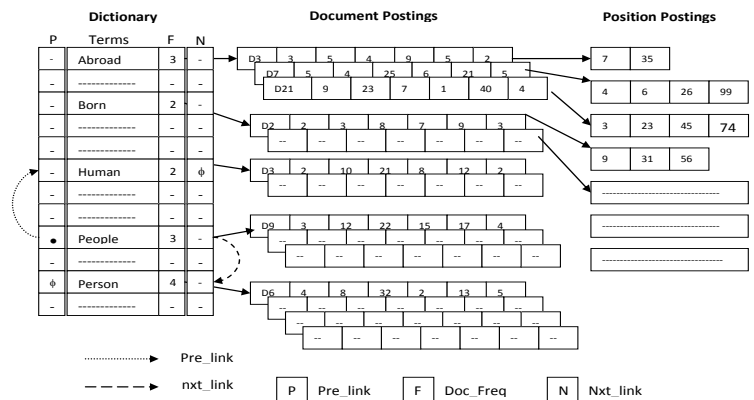 Dictionary Document Postings Position Postings
P Terms F N
- Abroad 3 - D3 3 5 4 9 5 2 7 35
- ------------- - - D7 5 4 25 6 21 5
D21 9 23 7 1 40 4 4 6 26 99
- Born 2 -
- ------------- - - D2 2 3 8 7 9 3 3 23 45 74
-- -- -- -- -- -- --
- ------------- - - 9 31 56
- Human 2 ϕ D3 2 10 21 8 12 2
-- -- -- -- -- -- --
- ------------- - - --------------------------------
- ------------- - -
• People 3 - D9 3 12 22 15 17 4 --------------------------------
-- -- -- -- -- -- --
- ------------- - - -- -- -- -- -- -- --
--------------------------------
ϕ Person 4 - D6 4 8 32 2 13 5
- ------------- - - -- -- -- -- -- -- --
-- -- -- -- -- -- --
-- -- -- -- -- -- --
Pre_link
nxt_link P Pre_link F Doc_Freq N Nxt_link